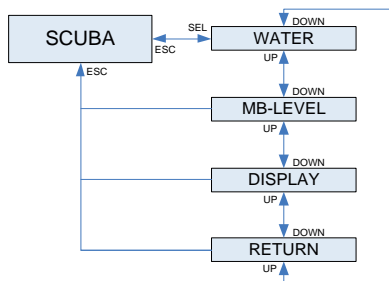 SCUBA
SEL
ESC
ESC
DOWN
WATER
UP
DOWN
MB-LEVEL
UP
DOWN
DISPLAY
UP
DOWN
RETURN
UP